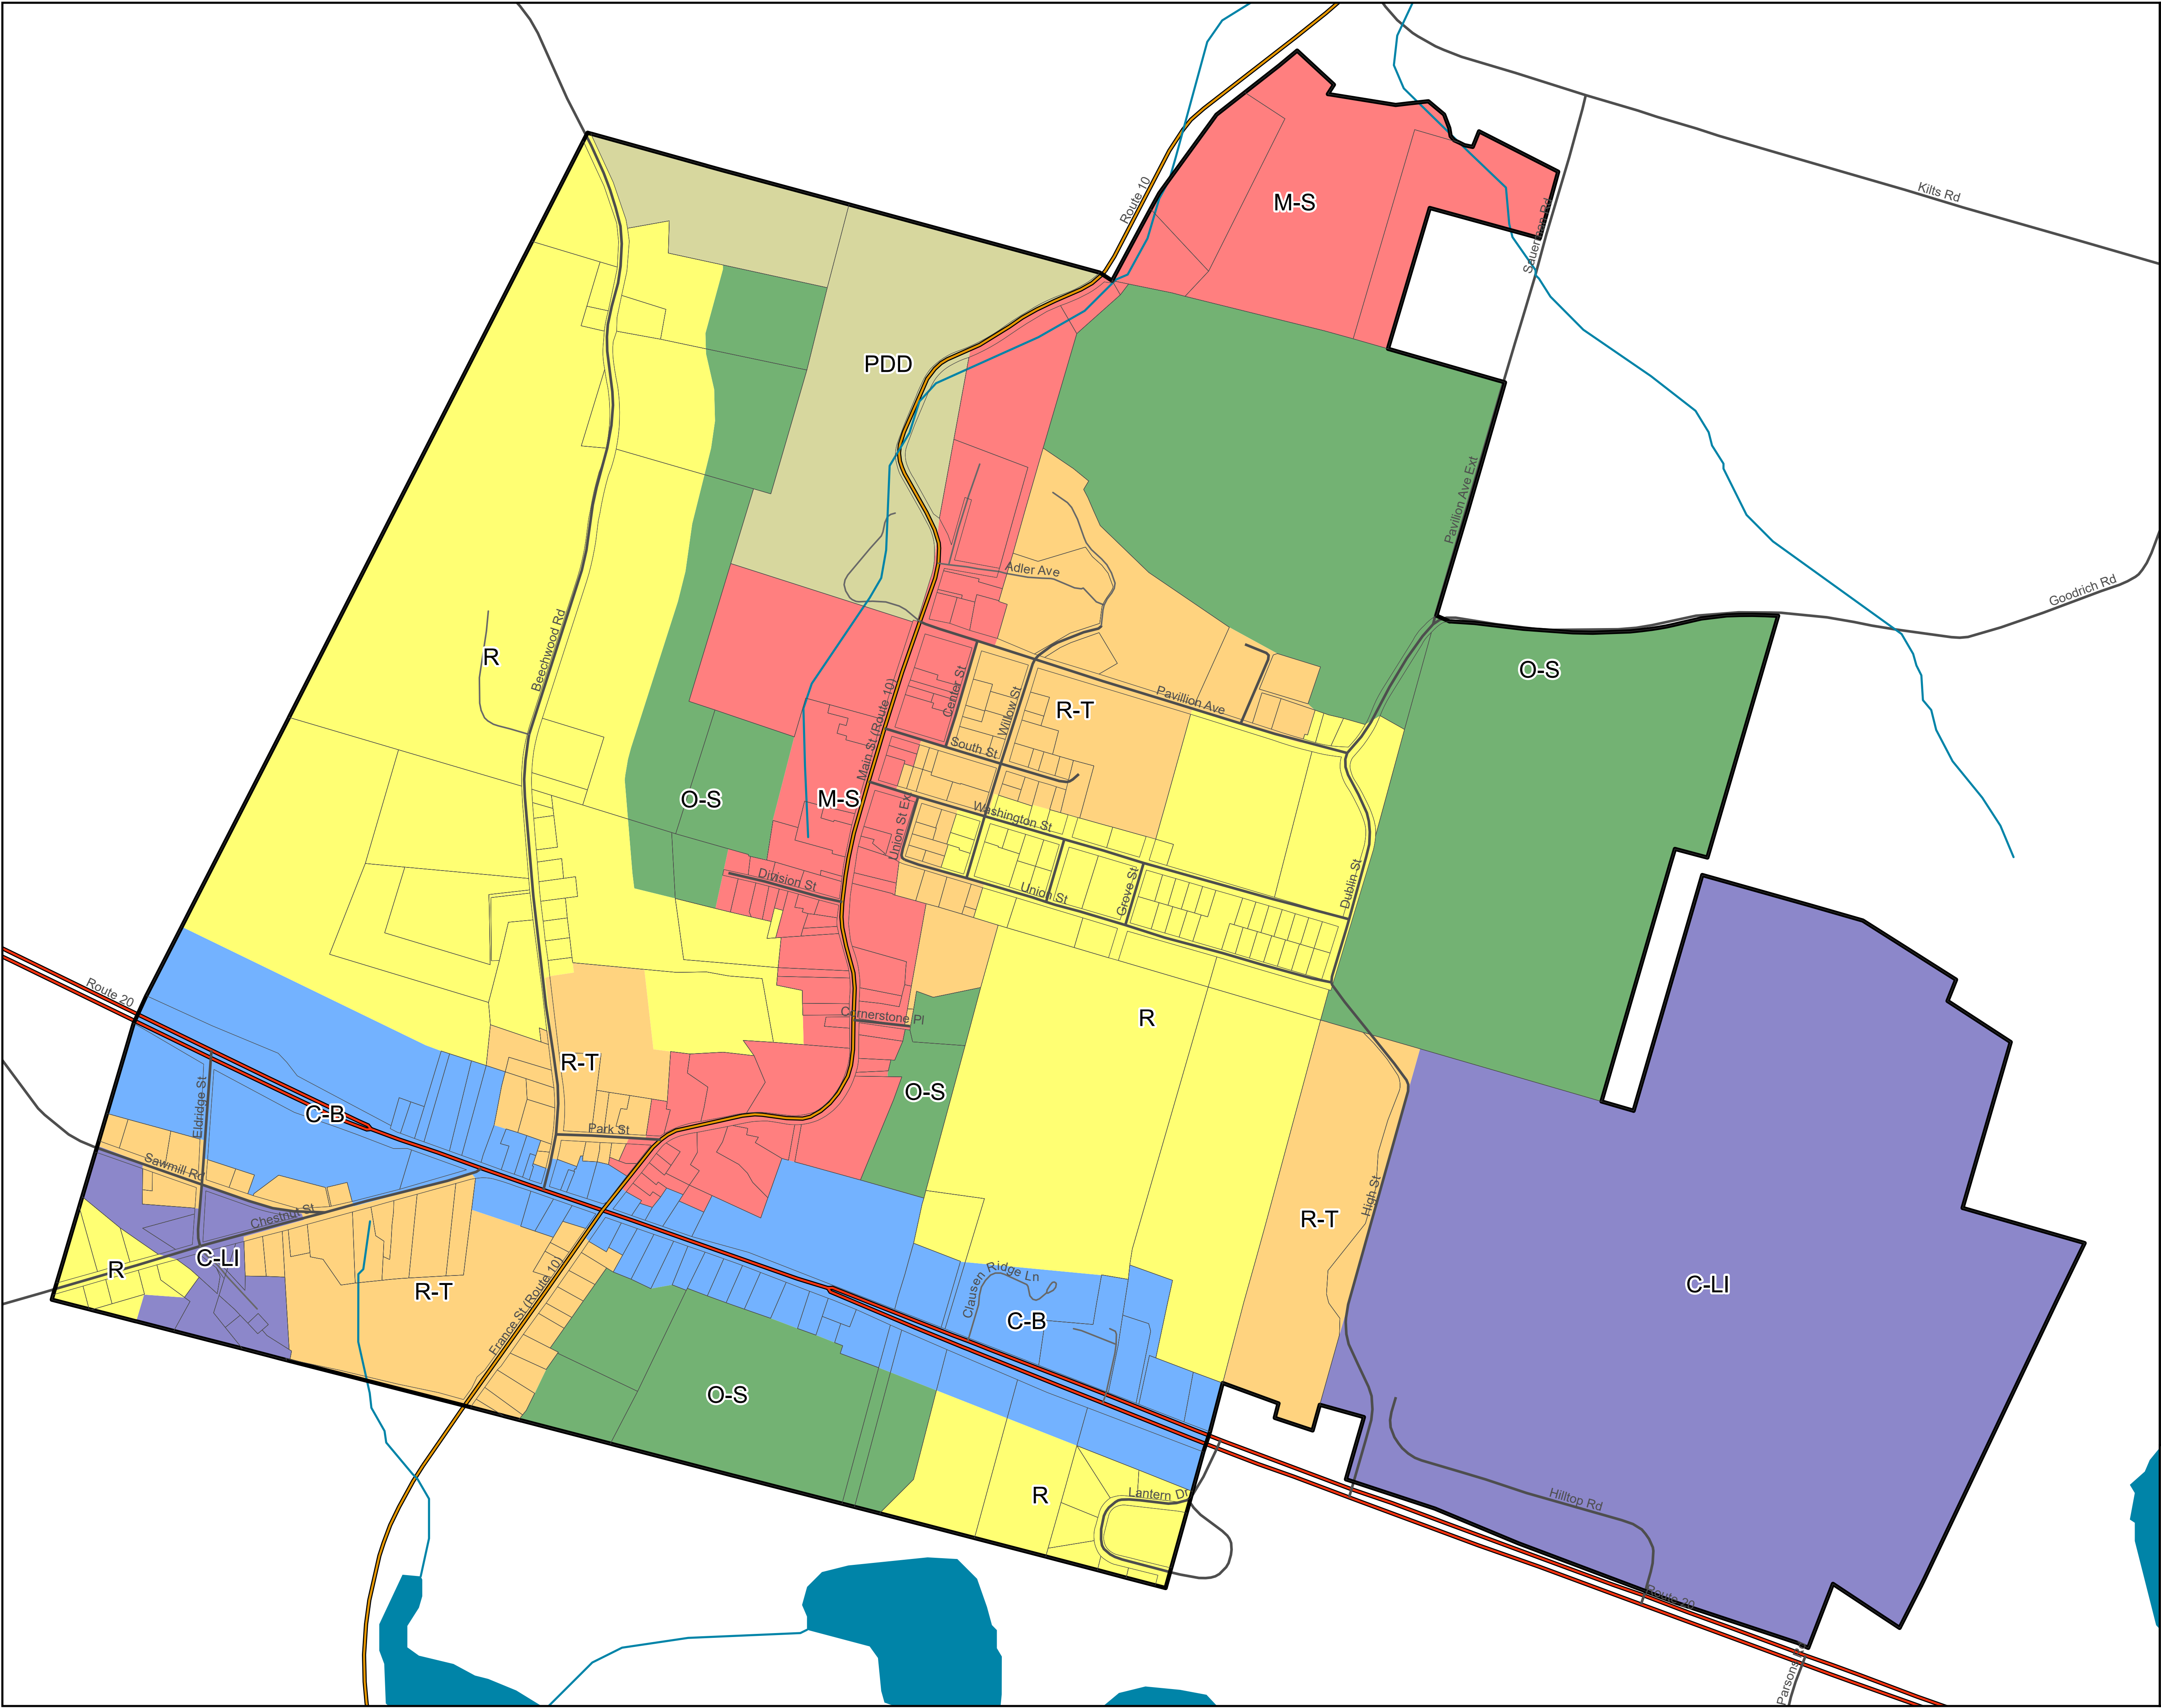 Route 10
M-S
Kilts Rd
Sauerman Rd
PDD
Pavilion Ave Ext
Adler Ave
Goodrich Rd
R
Beechwood Rd
O-S
Center St
Willow St
R-T
Pavillion Ave
Main St (Route 10)
South St
O-S
M-S
Washington St
Union St Ext
Division St
Union St
Grove St
Dublin St
Route 20
Cornerstone Pl
R
R-T
O-S
Eldridge St
C-B
Park St
Sawmill Rd
Chestnut St
High St
R-T
R
C-LI
R-T
France St (Route 10)
Clausen Ridge Ln
C-B
C-LI
O-S
R
Lantern Dr
Hilltop Rd
Route 20
Parsons Rd